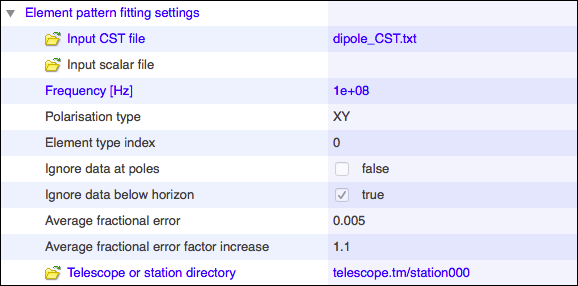 Element pattern fitting settings
Input CST file dipole_CST.txt
Input scalar file
Frequency [Hz] 1e+08
Polarisation type XY
Element type index 0
Ignore data at poles false
Ignore data below horizon true
Average fractional error 0.005
Average fractional error factor increase 1.1
Telescope or station directory telescope.tm/station000